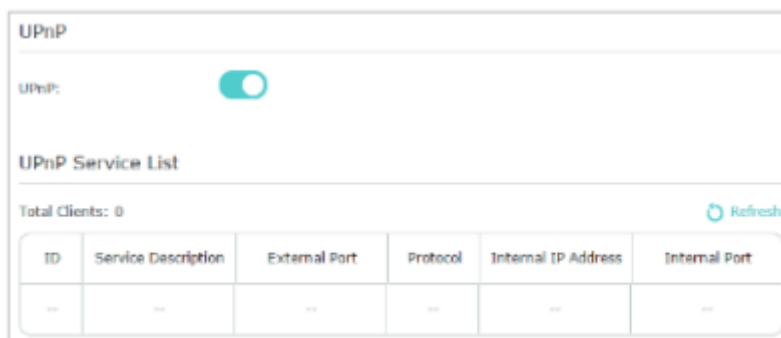 UPnP
UPnP:
UPnP Service List
Total Clients: 0
Refresh
ID Service Description External Port Protocol Internal IP Address Internal Port
-- -- -- -- -- --